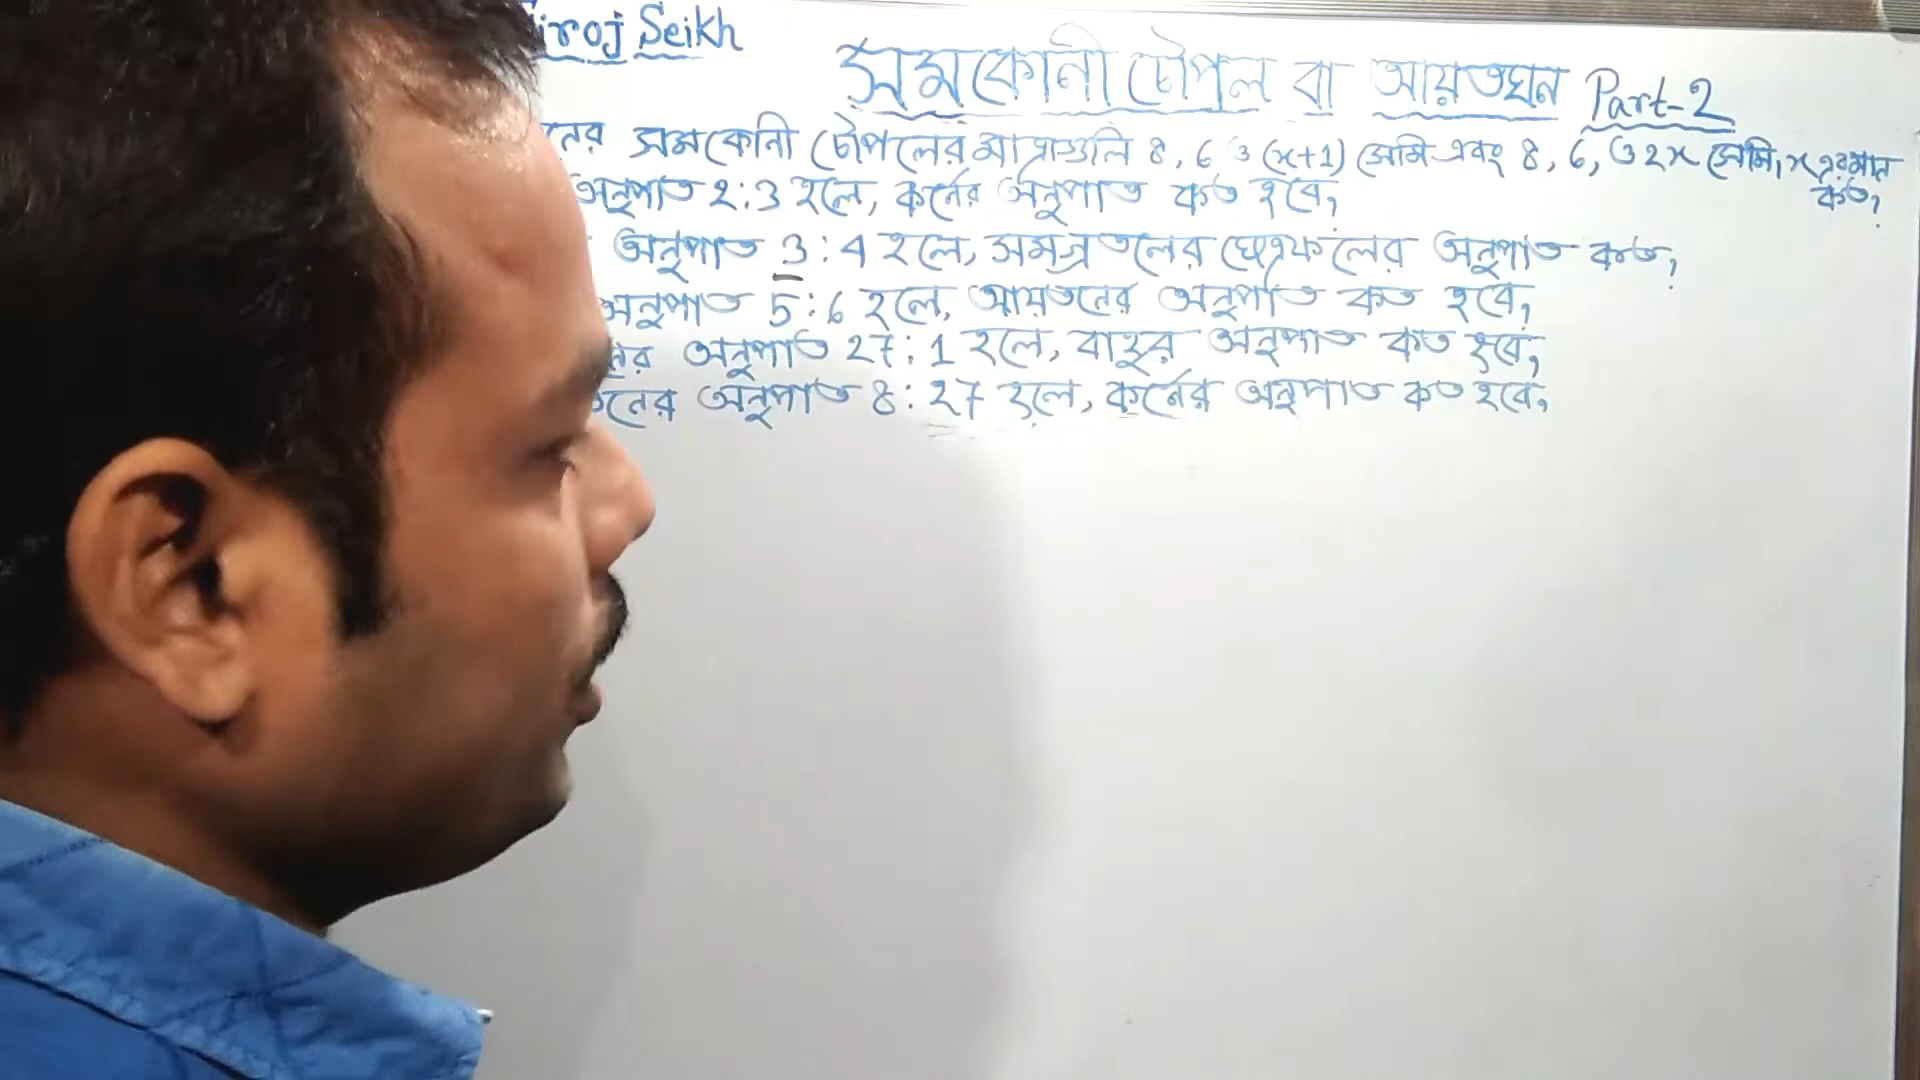 Siroj Seikh
সমকোনী চৌপল বা আয়তঘন Part-2
নের সমকোনি চৌপলের মাত্রাগুলি 8, 6 ও (x+1) সেমি এবং 8, 6, ও 2x সেমি, x এর মান কত,
অনুপাত 2:3 হলে, কর্নের অনুপাত কত হবে,
অনুপাত 3:4 হলে, সমগ্রতলের ক্ষেত্রফলের অনুপাত কত,
অনুপাত 5:6 হলে, আয়তনের অনুপাত কত হবে,
নের অনুপাত 27:1 হলে, বাহুর অনুপাত কত হবে,
তনের অনুপাত 8:27 হলে, কর্নের অনুপাত কত হবে,